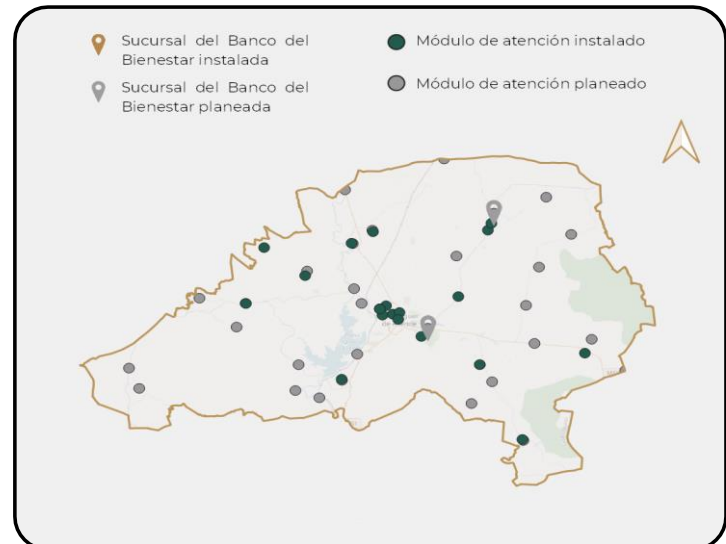 Sucursal del Banco del
Bienestar instalada
Sucursal del Banco del
Bienestar planeada
Módulo de atención instalado
Módulo de atención planeado